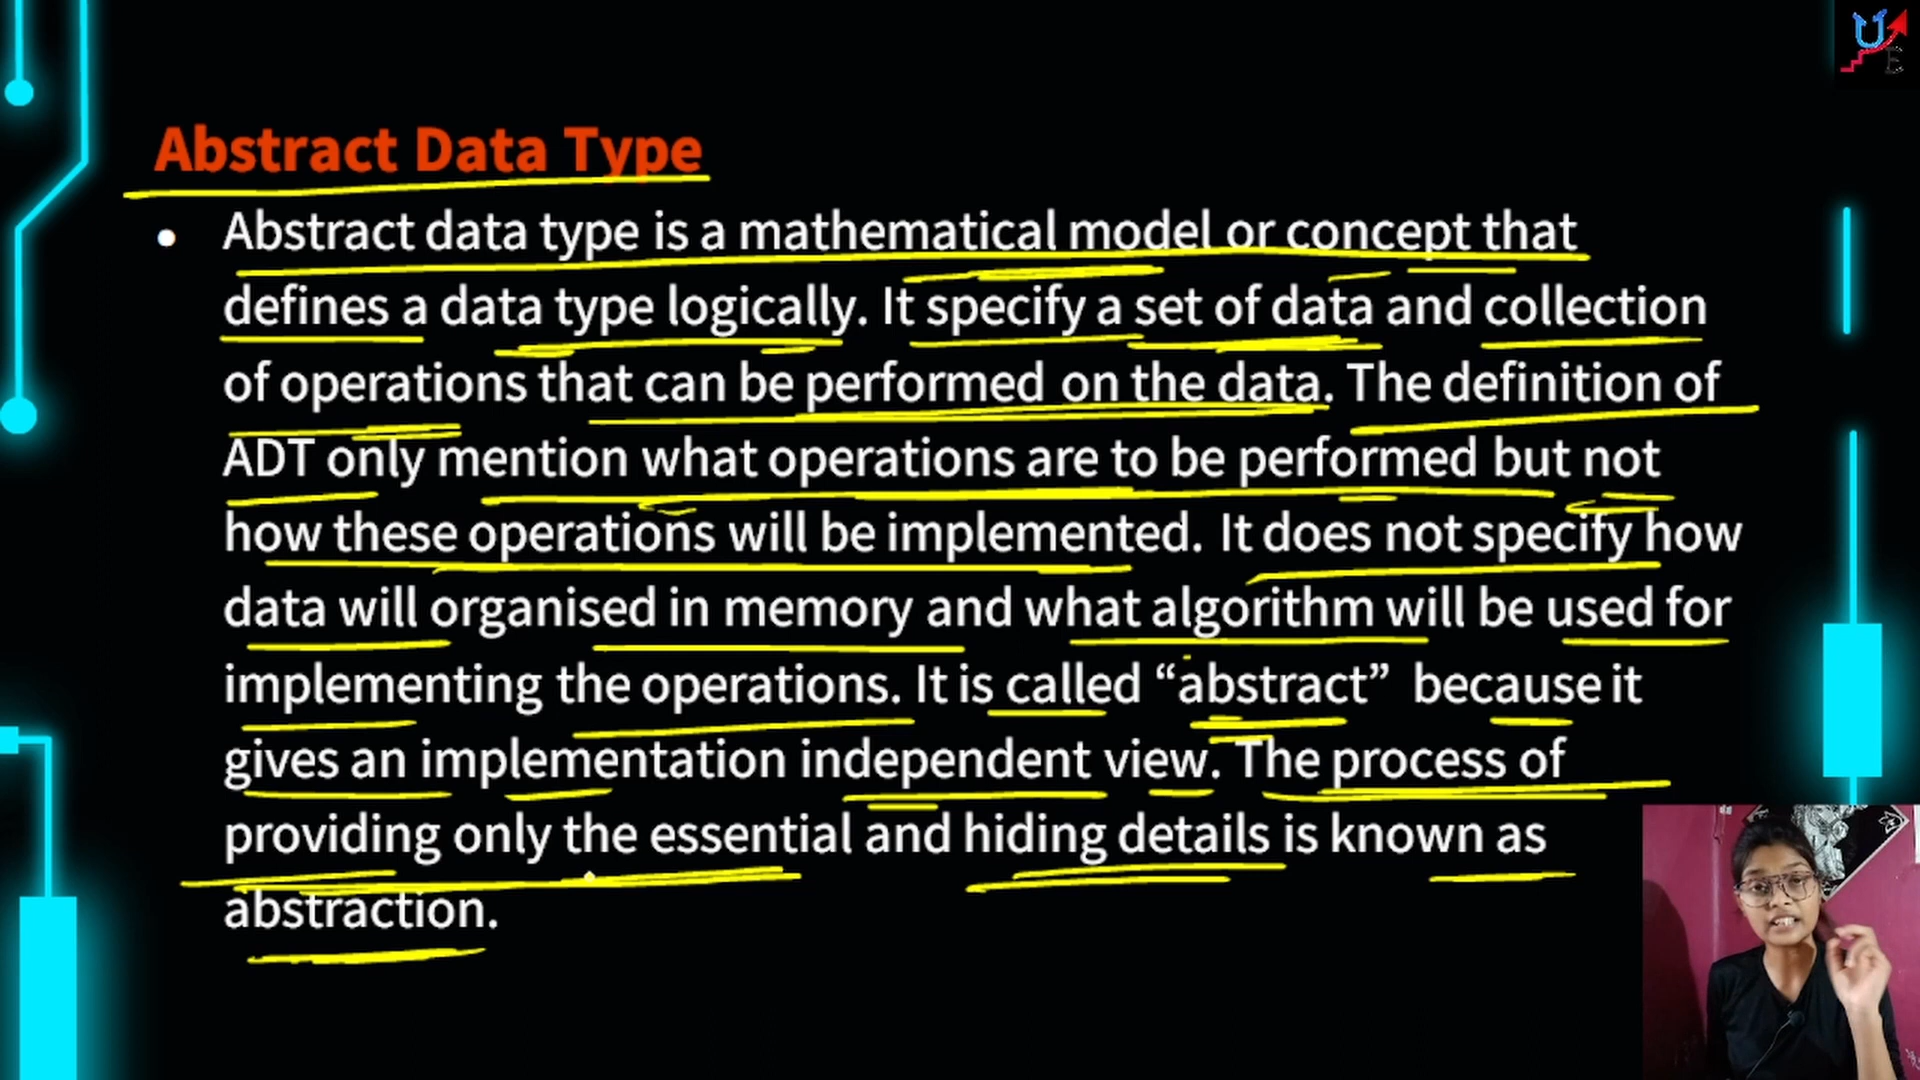 Abstract Data Type
• Abstract data type is a mathematical model or concept that
defines a data type logically. It specify a set of data and collection
of operations that can be performed on the data. The definition of
ADT only mention what operations are to be performed but not
how these operations will be implemented. It does not specify how
data will organised in memory and what algorithm will be used for
implementing the operations. It is called “abstract” because it
gives an implementation independent view. The process of
providing only the essential and hiding details is known as
abstraction.
U
E